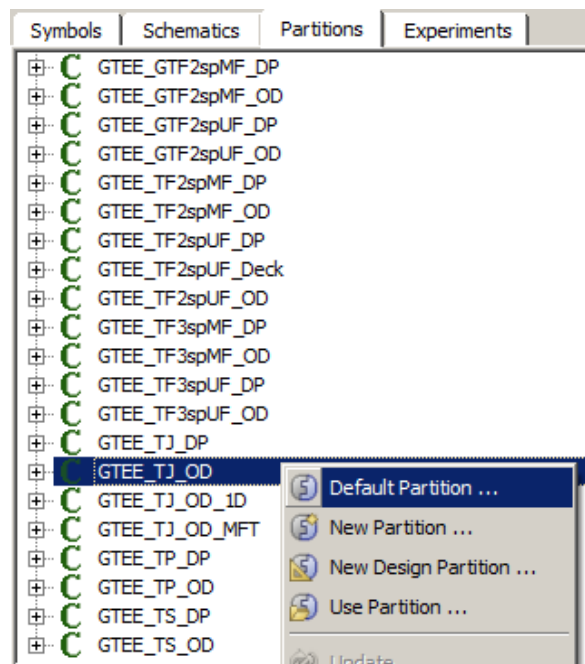 Symbols Schematics Partitions Experiments
GTEE_GTF2spMF_DP
GTEE_GTF2spMF_OD
GTEE_GTF2spUF_DP
GTEE_GTF2spUF_OD
GTEE_TF2spMF_DP
GTEE_TF2spMF_OD
GTEE_TF2spUF_DP
GTEE_TF2spUF_Deck
GTEE_TF2spUF_OD
GTEE_TF3spMF_DP
GTEE_TF3spMF_OD
GTEE_TF3spUF_DP
GTEE_TF3spUF_OD
GTEE_TJ_DP
GTEE_TJ_OD
GTEE_TJ_OD_1D
GTEE_TJ_OD_MFT
GTEE_TP_DP
GTEE_TP_OD
GTEE_TS_DP
GTEE_TS_OD
Default Partition ...
New Partition ...
New Design Partition ...
Use Partition ...
Update